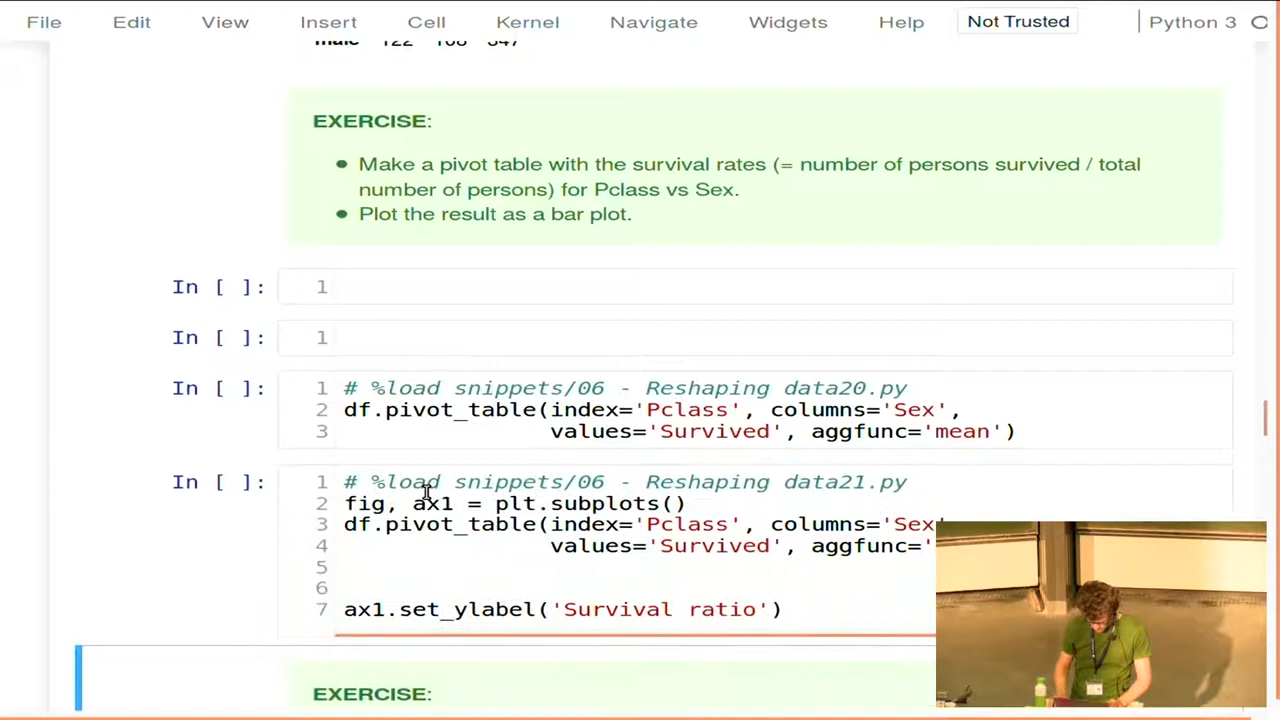 File Edit View Insert Cell Kernel Navigate Widgets Help Not Trusted Python 3
male 122 108 347
EXERCISE:
Make a pivot table with the survival rates (= number of persons survived / total
number of persons) for Pclass vs Sex.
Plot the result as a bar plot.
In [ ]: 1
In [ ]: 1
In [ ]: 1 # %load snippets/06 - Reshaping data20.py
2 df.pivot_table(index='Pclass', columns='Sex',
3 values='Survived', aggfunc='mean')
In [ ]: 1 # %load snippets/06 - Reshaping data21.py
2 fig, ax1 = plt.subplots()
3 df.pivot_table(index='Pclass', columns='Sex'
4 values='Survived', aggfunc='
5
6
7 ax1.set_ylabel('Survival ratio')
EXERCISE: